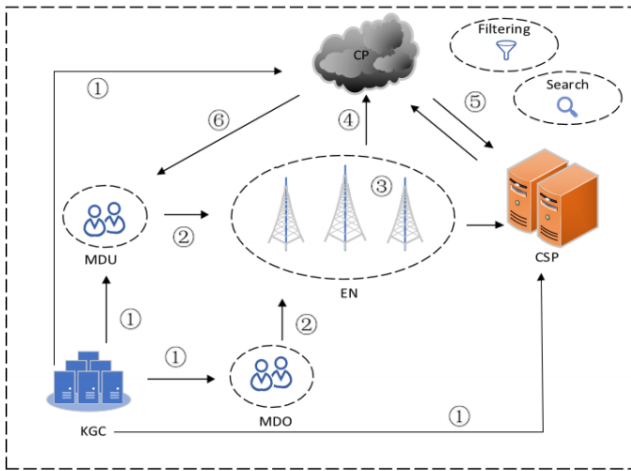 Filtering
CP
①
Search
⑤
⑥
④
③
MDU
②
CSP
EN
①
②
①
MDO
①
KGC